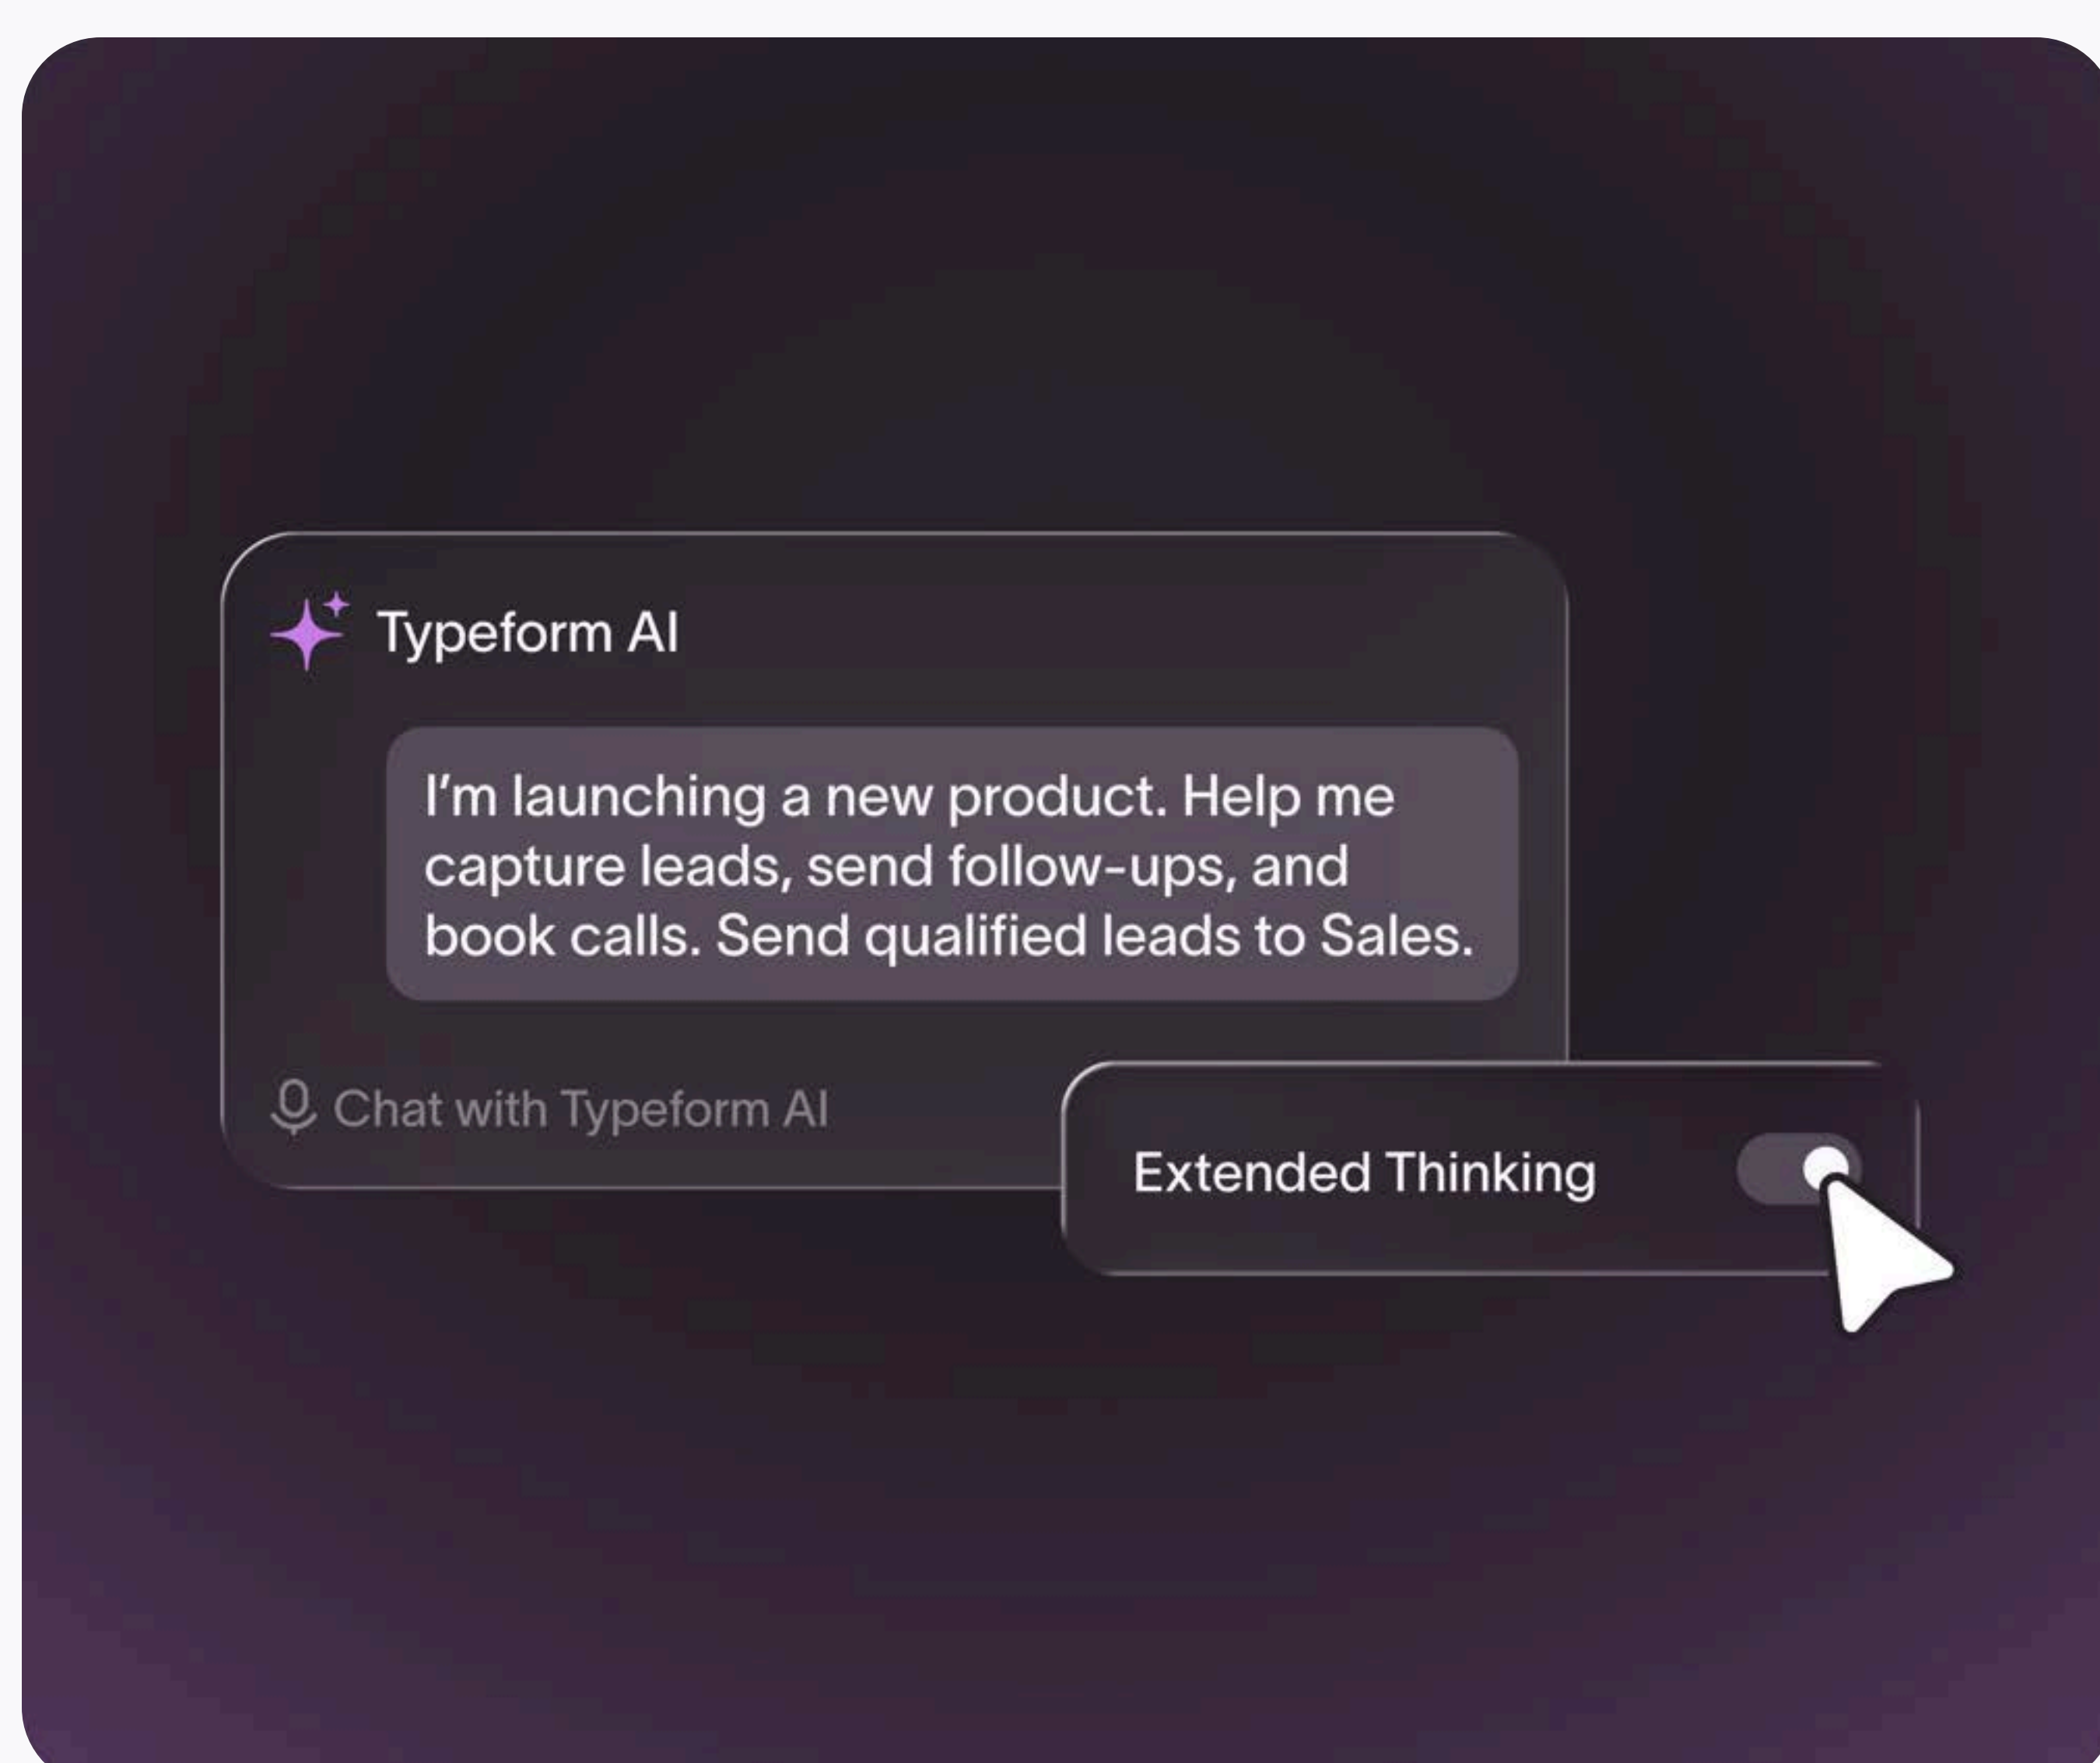 Typeform AI
I’m launching a new product. Help me
capture leads, send follow-ups, and
book calls. Send qualified leads to Sales.
Chat with Typeform AI
Extended Thinking